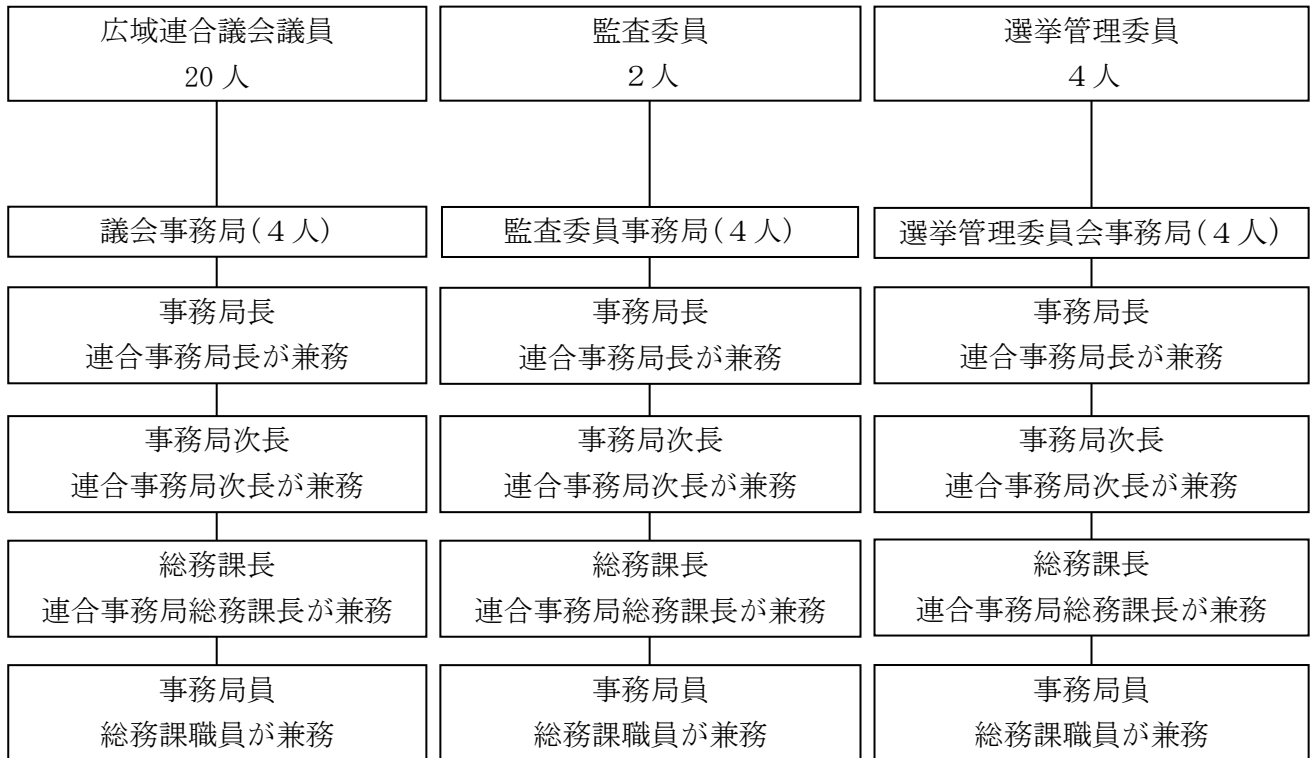 広域連合議会議員
20 人
監査委員
２人
選挙管理委員
４人
議会事務局(４人)
監査委員事務局(４人)
選挙管理委員会事務局(４人)
事務局長
連合事務局長が兼務
事務局長
連合事務局長が兼務
事務局長
連合事務局長が兼務
事務局次長
連合事務局次長が兼務
事務局次長
連合事務局次長が兼務
事務局次長
連合事務局次長が兼務
総務課長
連合事務局総務課長が兼務
総務課長
連合事務局総務課長が兼務
総務課長
連合事務局総務課長が兼務
事務局員
総務課職員が兼務
事務局員
総務課職員が兼務
事務局員
総務課職員が兼務